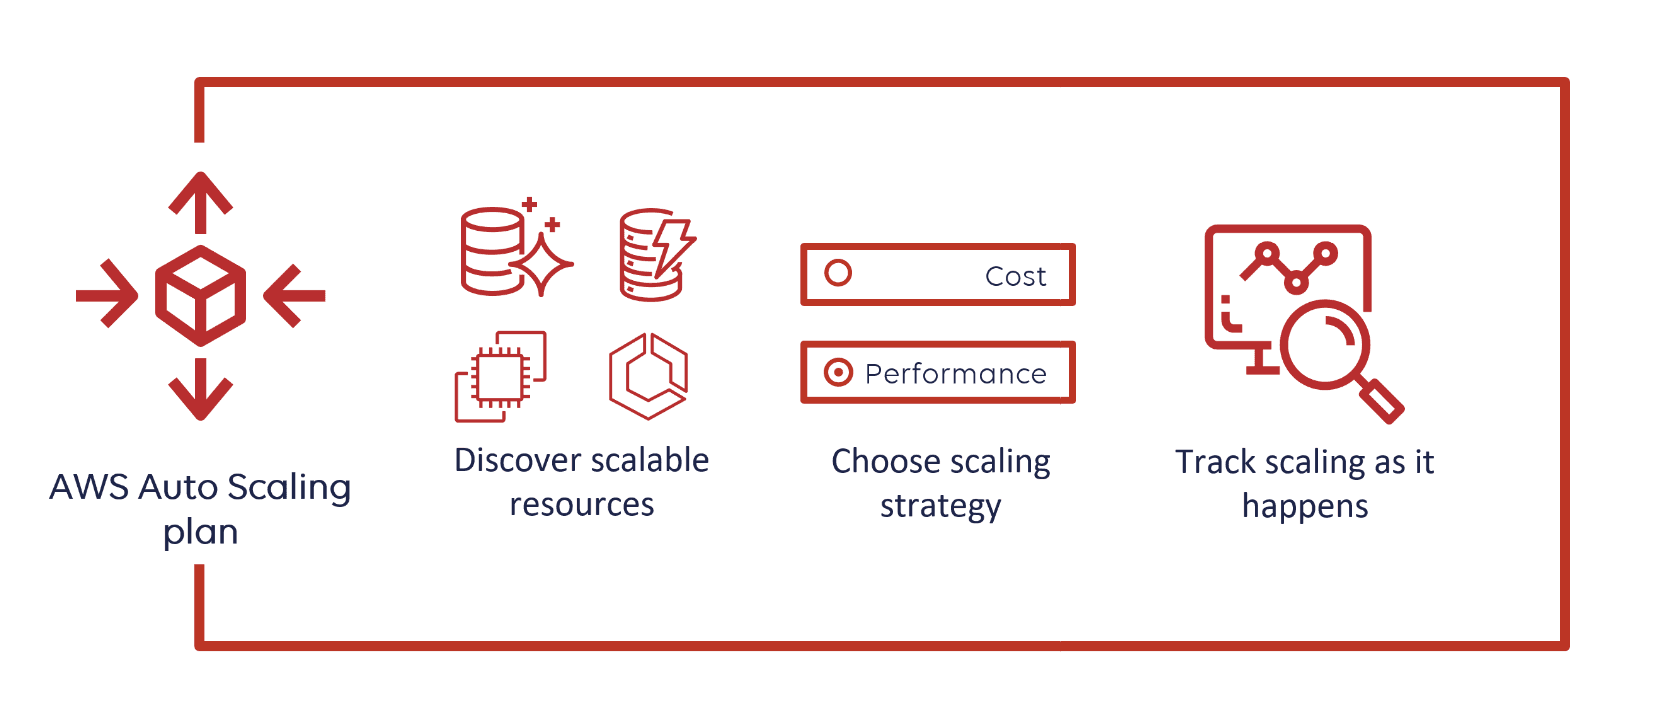 AWS Auto Scaling
plan
Discover scalable
resources
Cost
Performance
Choose scaling
strategy
Track scaling as it
happens